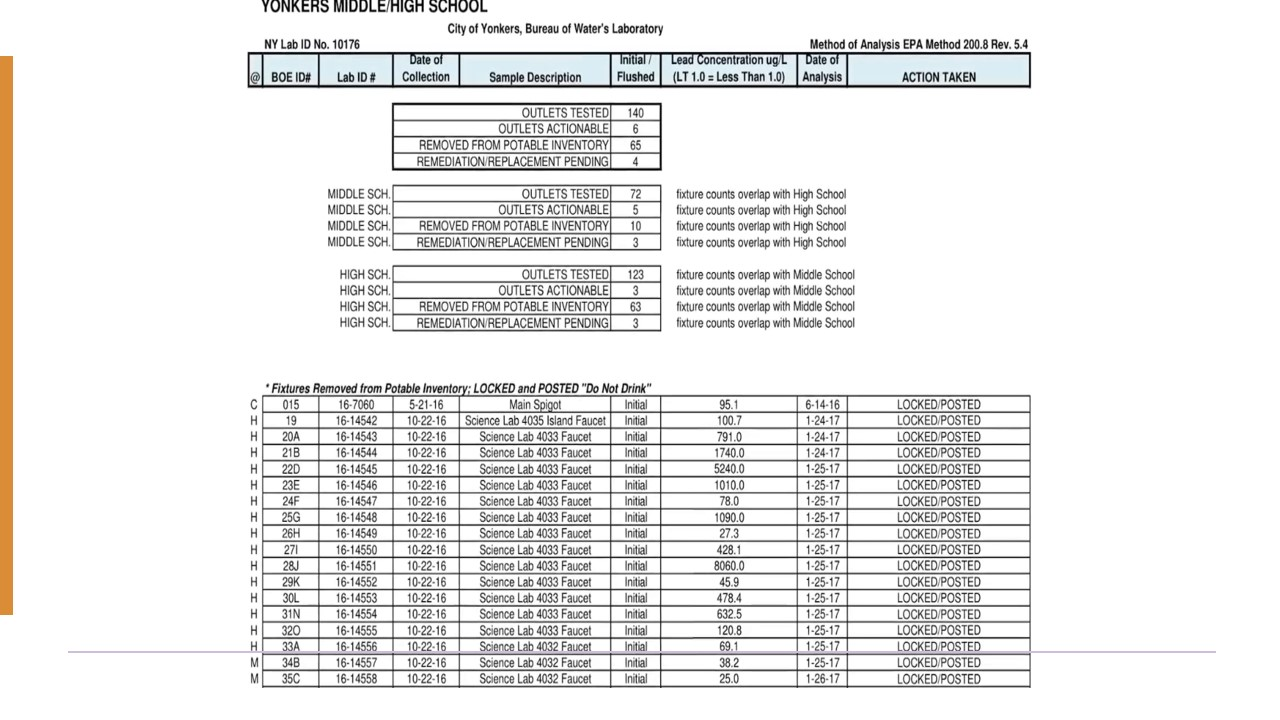 YONKERS MIDDLE/HIGH SCHOOL
City of Yonkers, Bureau of Water's Laboratory
NY Lab ID No. 10176 Method of Analysis EPA Method 200.8 Rev. 5.4
Date of Initial / Lead Concentration ug/L Date of
@ BOE ID# Lab ID # Collection Sample Description Flushed (LT 1.0 = Less Than 1.0) Analysis ACTION TAKEN
OUTLETS TESTED 140
OUTLETS ACTIONABLE 6
REMOVED FROM POTABLE INVENTORY 65
REMEDIATION/REPLACEMENT PENDING 4
MIDDLE SCH. OUTLETS TESTED 72 fixture counts overlap with High School
MIDDLE SCH. OUTLETS ACTIONABLE 5 fixture counts overlap with High School
MIDDLE SCH. REMOVED FROM POTABLE INVENTORY 10 fixture counts overlap with High School
MIDDLE SCH. REMEDIATION/REPLACEMENT PENDING 3 fixture counts overlap with High School
HIGH SCH. OUTLETS TESTED 123 fixture counts overlap with Middle School
HIGH SCH. OUTLETS ACTIONABLE 3 fixture counts overlap with Middle School
HIGH SCH. REMOVED FROM POTABLE INVENTORY 63 fixture counts overlap with Middle School
HIGH SCH. REMEDIATION/REPLACEMENT PENDING 3 fixture counts overlap with Middle School
* Fixtures Removed from Potable Inventory; LOCKED and POSTED "Do Not Drink"
C 015 16-7060 5-21-16 Main Spigot Initial 95.1 6-14-16 LOCKED/POSTED
H 19 16-14542 10-22-16 Science Lab 4035 Island Faucet Initial 100.7 1-24-17 LOCKED/POSTED
H 20A 16-14543 10-22-16 Science Lab 4033 Faucet Initial 791.0 1-24-17 LOCKED/POSTED
H 21B 16-14544 10-22-16 Science Lab 4033 Faucet Initial 1740.0 1-24-17 LOCKED/POSTED
H 22D 16-14545 10-22-16 Science Lab 4033 Faucet Initial 5240.0 1-25-17 LOCKED/POSTED
H 23E 16-14546 10-22-16 Science Lab 4033 Faucet Initial 1010.0 1-25-17 LOCKED/POSTED
H 24F 16-14547 10-22-16 Science Lab 4033 Faucet Initial 78.0 1-25-17 LOCKED/POSTED
H 25G 16-14548 10-22-16 Science Lab 4033 Faucet Initial 1090.0 1-25-17 LOCKED/POSTED
H 26H 16-14549 10-22-16 Science Lab 4033 Faucet Initial 27.3 1-25-17 LOCKED/POSTED
H 27I 16-14550 10-22-16 Science Lab 4033 Faucet Initial 428.1 1-25-17 LOCKED/POSTED
H 28J 16-14551 10-22-16 Science Lab 4033 Faucet Initial 8060.0 1-25-17 LOCKED/POSTED
H 29K 16-14552 10-22-16 Science Lab 4033 Faucet Initial 45.9 1-25-17 LOCKED/POSTED
H 30L 16-14553 10-22-16 Science Lab 4033 Faucet Initial 478.4 1-25-17 LOCKED/POSTED
H 31N 16-14554 10-22-16 Science Lab 4033 Faucet Initial 632.5 1-25-17 LOCKED/POSTED
H 32O 16-14555 10-22-16 Science Lab 4033 Faucet Initial 120.8 1-25-17 LOCKED/POSTED
H 33A 16-14556 10-22-16 Science Lab 4032 Faucet Initial 69.1 1-25-17 LOCKED/POSTED
M 34B 16-14557 10-22-16 Science Lab 4032 Faucet Initial 38.2 1-25-17 LOCKED/POSTED
M 35C 16-14558 10-22-16 Science Lab 4032 Faucet Initial 25.0 1-26-17 LOCKED/POSTED